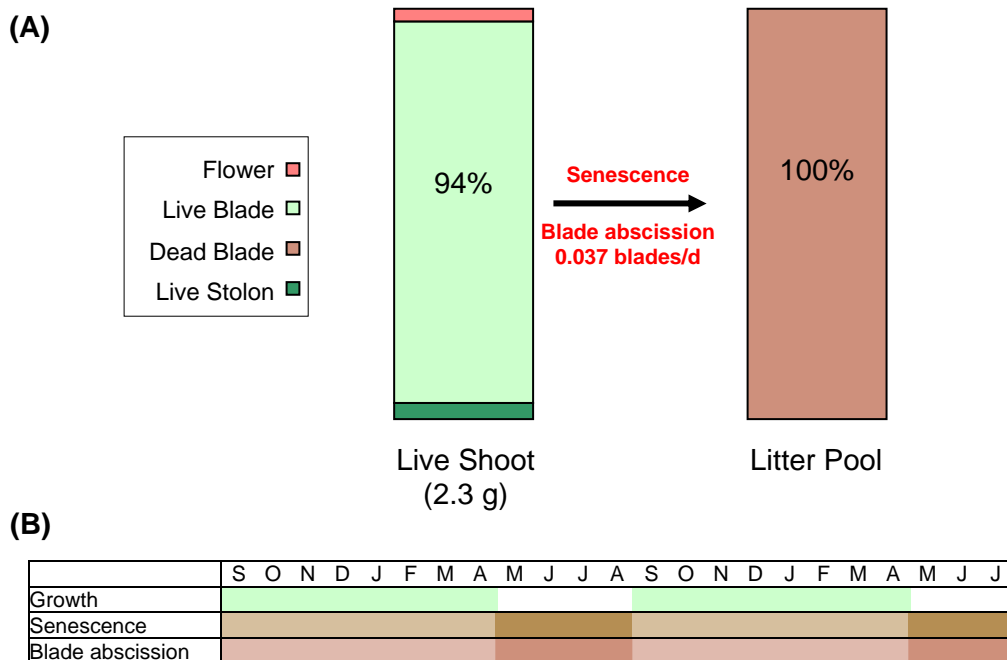 (A)
Flower
Live Blade
Dead Blade
Live Stolon
94%
Senescence
Blade abscission
0.037 blades/d
100%
Live Shoot
(2.3 g)
Litter Pool
(B)
S O N D J F M A M J J A S O N D J F M A M J J
Growth
Senescence
Blade abscission